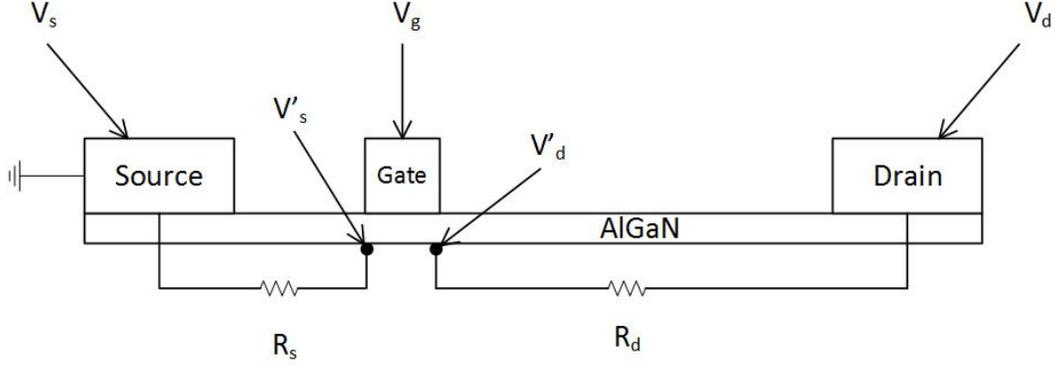 Vs
Vg
Vd
V's
V'd
Source
Gate
Drain
AlGaN
Rs
Rd